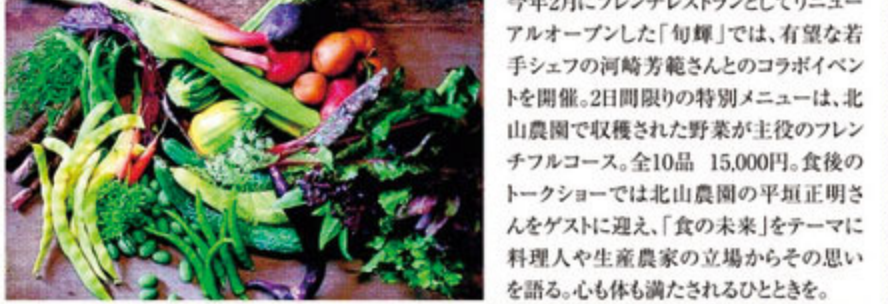 今年2月にフレンチレストランとしてリニュー
アルオープンした「旬輝」では、有望な若
手シェフの河崎芳範さんとのコラボイベン
トを開催。2日間限りの特別メニューは、北
山農園で収穫された野菜が主役のフレン
チフルコース。全10品　15,000円。食後の
トークショーでは北山農園の平垣正明さ
んをゲストに迎え、「食の未来」をテーマに
料理人や生産農家の立場からその思い
を語る。心も体も満たされるひとときを。